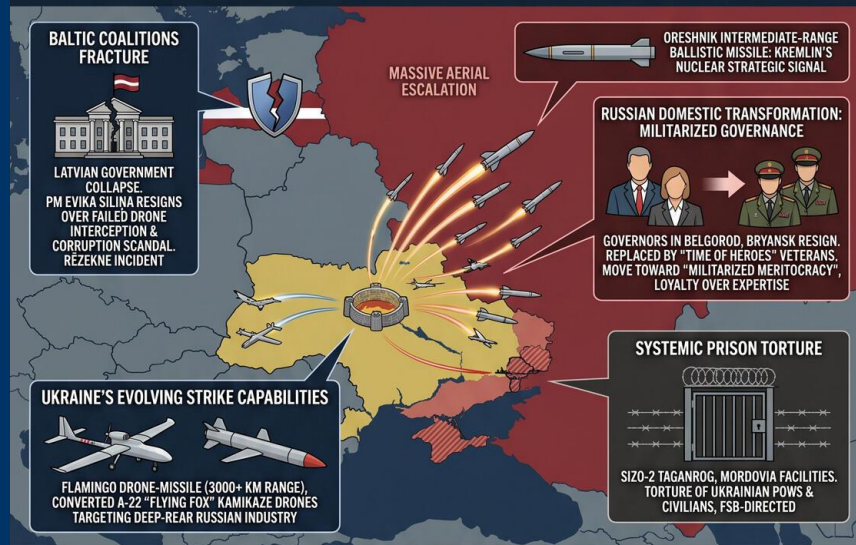 BALTIC COALITIONS
FRACTURE
LATVIAN GOVERNMENT
COLLAPSE.
PM EVIKA SILIŅA RESIGNS
OVER FAILED DRONE
INTERCEPTION &
CORRUPTION SCANDAL.
RĒZEKNE INCIDENT
MASSIVE AERIAL
ESCALATION
ORESHNIK INTERMEDIATE-RANGE
BALLISTIC MISSILE: KREMLIN'S
NUCLEAR STRATEGIC SIGNAL
RUSSIAN DOMESTIC TRANSFORMATION:
MILITARIZED GOVERNANCE
GOVERNORS IN BELGOROD, BRYANSK RESIGN.
REPLACED BY "TIME OF HEROES" VETERANS.
MOVE TOWARD "MILITARIZED MERITOCRACY",
LOYALTY OVER EXPERTISE
UKRAINE'S EVOLVING STRIKE CAPABILITIES
FLAMINGO DRONE-MISSILE (3000+ KM RANGE),
CONVERTED A-22 "FLYING FOX" KAMIKAZE DRONES
TARGETING DEEP-REAR RUSSIAN INDUSTRY
SYSTEMIC PRISON TORTURE
SIZO-2 TAGANROG, MORDOVIA FACILITIES.
TORTURE OF UKRAINIAN POWS &
CIVILIANS, FSB-DIRECTED